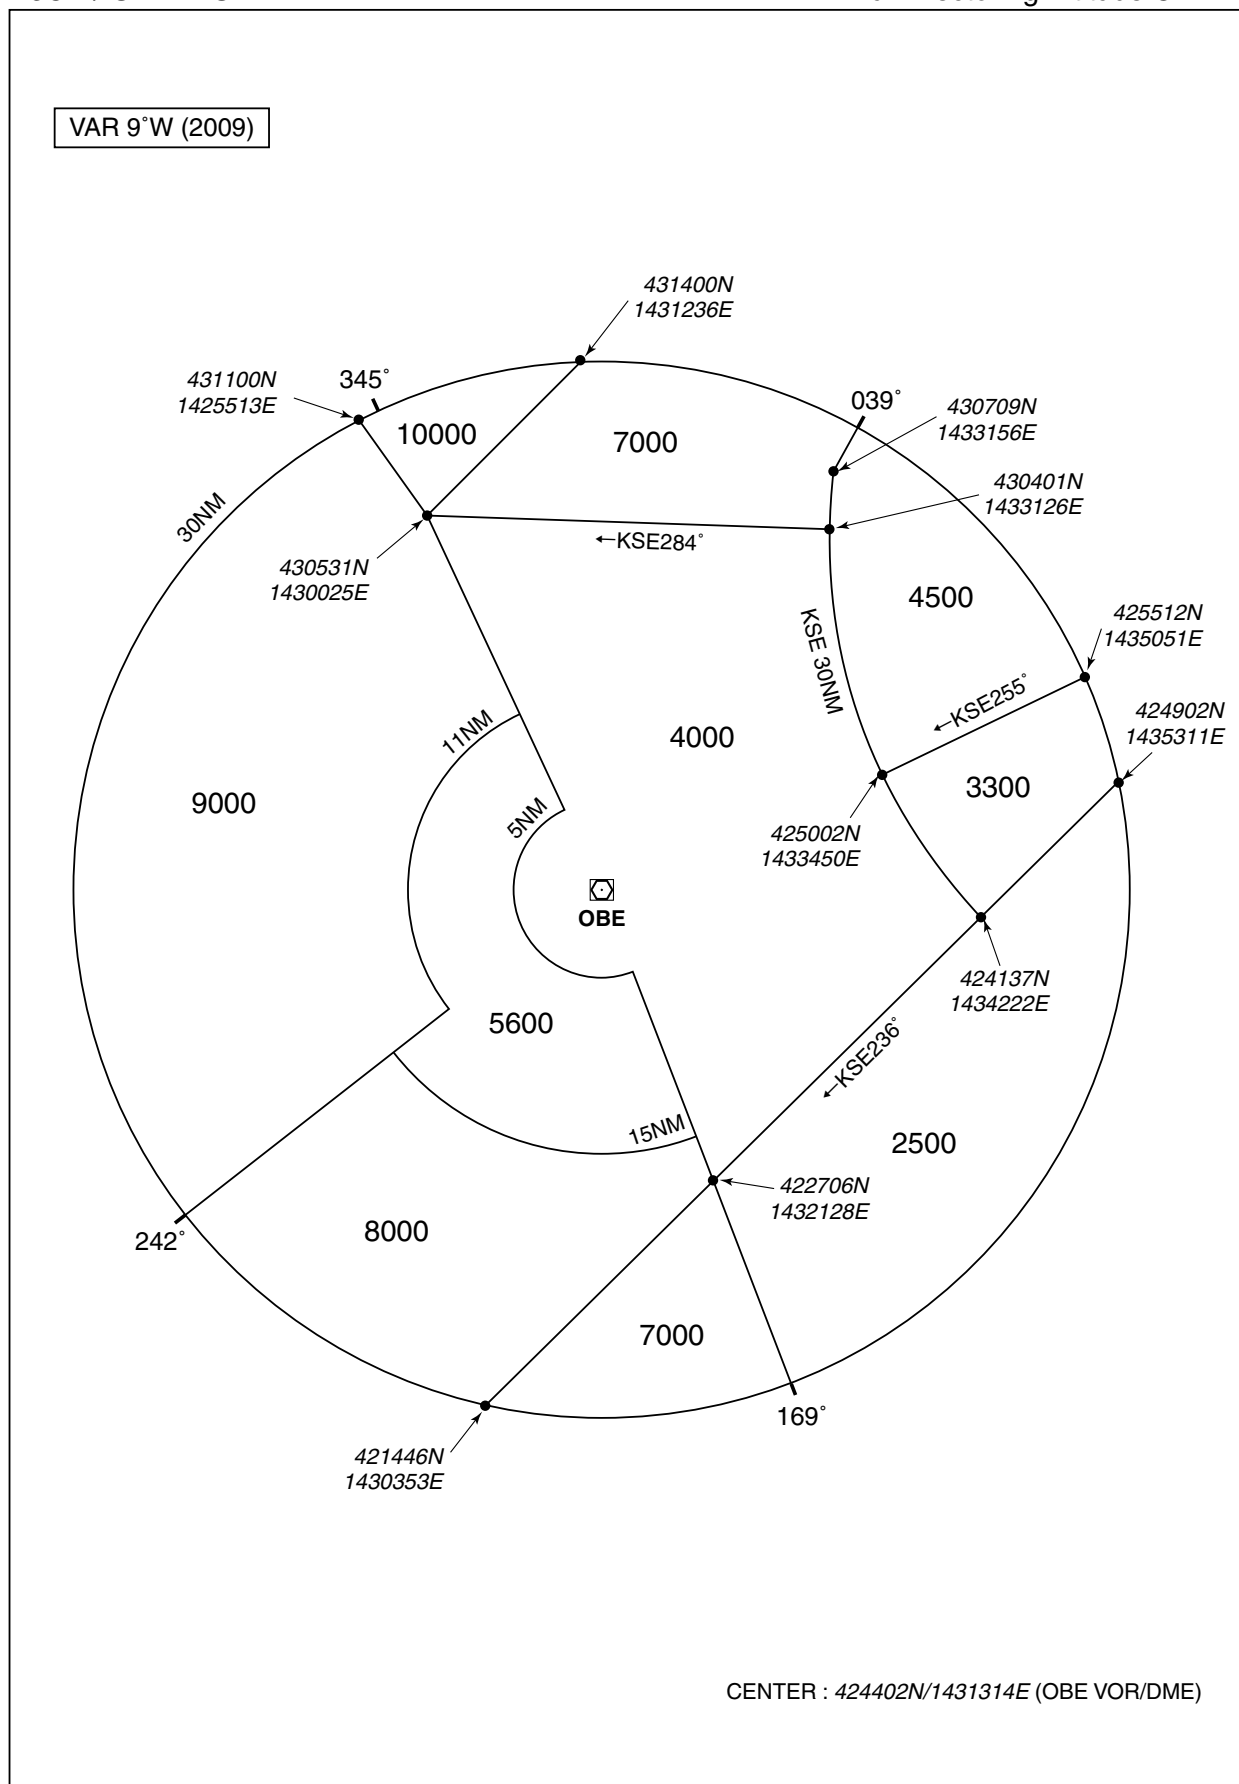 VAR 9˚W (2009)
431400N
1431236E
431100N
1425513E
345˚
039˚
430709N
1433156E
10000
7000
430401N
1433126E
30NM
KSE284˚
430531N
1430025E
4500
KSE 30NM
425512N
1435051E
KSE255˚
424902N
1435311E
11NM
4000
9000
3300
5NM
425002N
1433450E
OBE
424137N
1434222E
5600
KSE236˚
15NM
2500
422706N
1432128E
242˚
8000
7000
169˚
421446N
1430353E
CENTER : 424402N/1431314E (OBE VOR/DME)